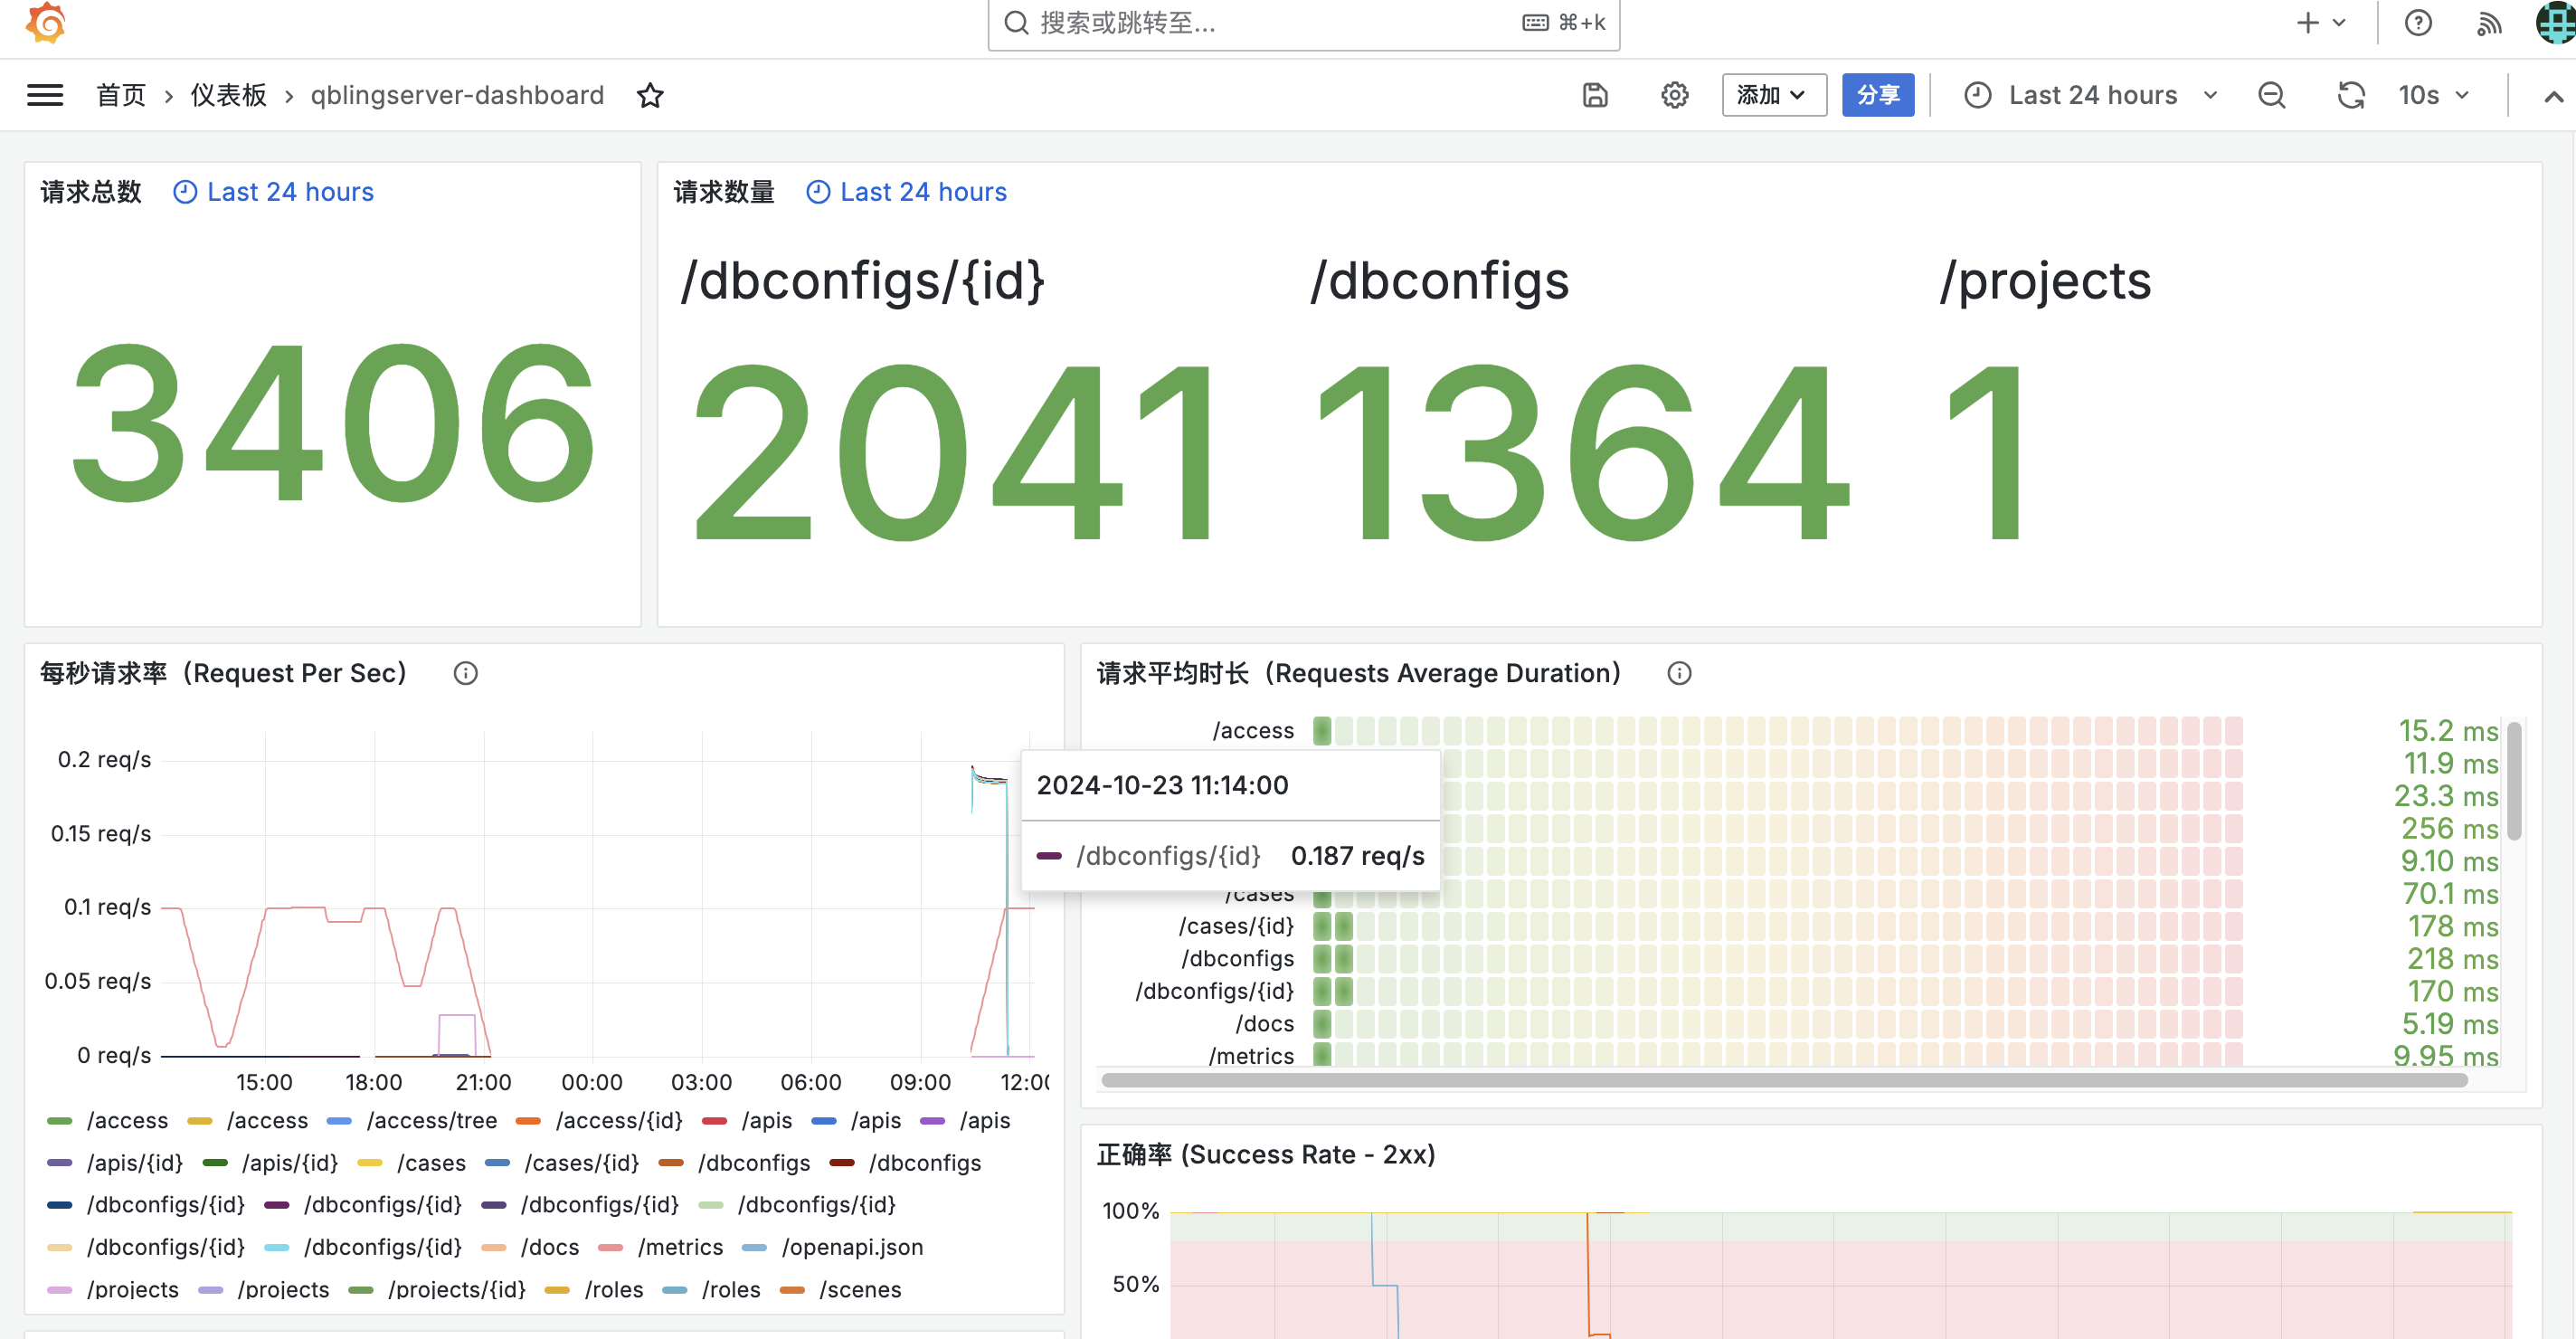 搜索或跳转至...
⌘+k
首页 › 仪表板 › qblingserver-dashboard
添加
分享
Last 24 hours
10s
请求总数 Last 24 hours
3406
请求数量 Last 24 hours
/dbconfigs/{id}
2041
/dbconfigs
1364
/projects
1
每秒请求率（Request Per Sec）
0.2 req/s
0.15 req/s
0.1 req/s
0.05 req/s
0 req/s
15:00 18:00 21:00 00:00 03:00 06:00 09:00 12:00
2024-10-23 11:14:00
/dbconfigs/{id} 0.187 req/s
/access /access /access/tree /access/{id} /apis /apis /apis
/apis/{id} /apis/{id} /cases /cases/{id} /dbconfigs /dbconfigs
/dbconfigs/{id} /dbconfigs/{id} /dbconfigs/{id} /dbconfigs/{id}
/dbconfigs/{id} /dbconfigs/{id} /docs /metrics /openapi.json
/projects /projects /projects/{id} /roles /roles /scenes
请求平均时长（Requests Average Duration）
/access 15.2 ms
11.9 ms
23.3 ms
256 ms
9.10 ms
/cases 70.1 ms
/cases/{id} 178 ms
/dbconfigs 218 ms
/dbconfigs/{id} 170 ms
/docs 5.19 ms
/metrics 9.95 ms
正确率 (Success Rate - 2xx)
100%
50%